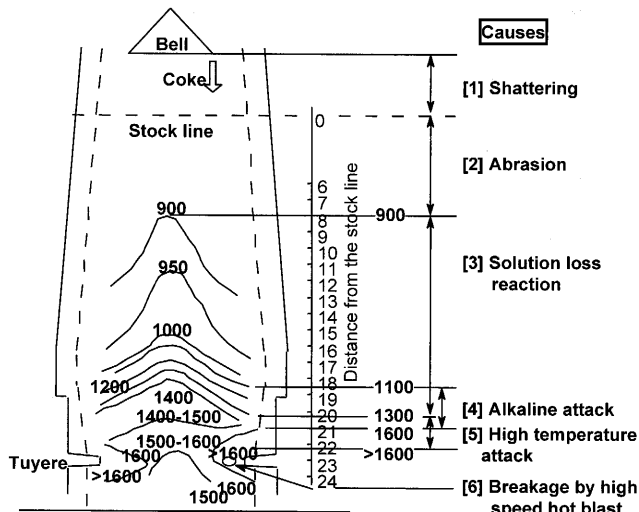 Causes
Bell
Coke
[1] Shattering
0
Stock line
[2] Abrasion
Distance from the stock line
6
7
900
8
900
9
10
[3] Solution loss
reaction
11
950
12
13
14
15
1000
16
17
1200
18
1100
1400
19
[4] Alkaline attack
1400-1500
20
1300
21
1600
[5] High temperature
attack
1500-1600
22
>1600
Tuyere
1600
>1600
23
>1600
24
1600
[6] Breakage by high
speed hot blast
1500